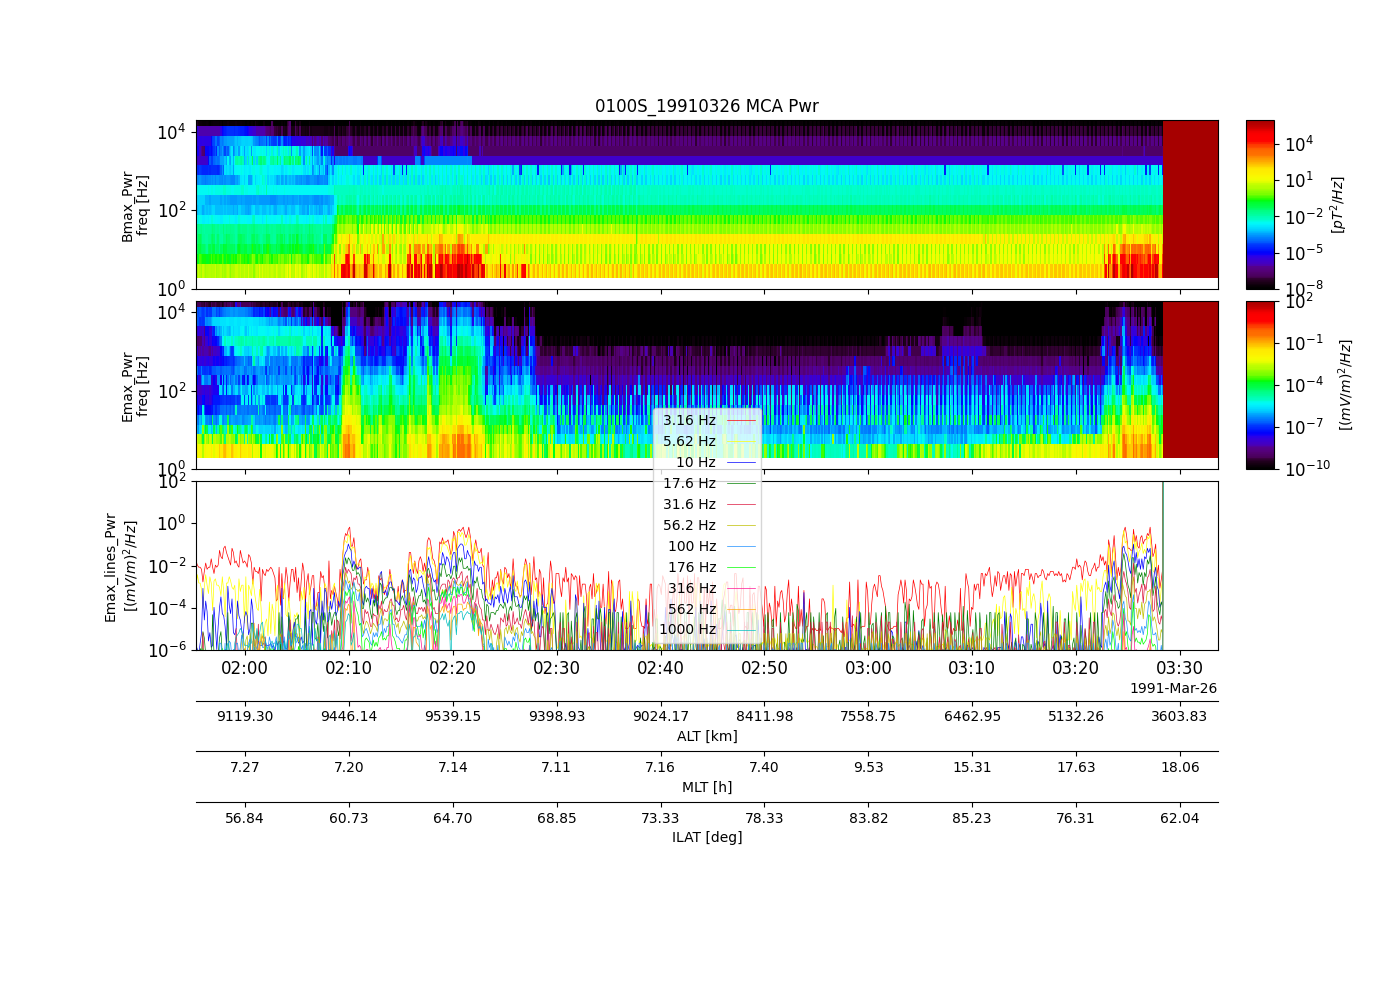 0100S_19910326 MCA Pwr
Bmax_Pwr
freq [Hz]
10^4
10^2
10^0
10^4
10^1
10^-2
10^-5
10^-8
[pT^2/Hz]
Emax_Pwr
freq [Hz]
10^4
10^2
10^0
10^2
10^-1
10^-4
10^-7
10^-10
[(mV/m)^2/Hz]
Emax_lines_Pwr
[(mV/m)^2/Hz]
10^2
10^0
10^-2
10^-4
10^-6
3.16 Hz
5.62 Hz
10 Hz
17.6 Hz
31.6 Hz
56.2 Hz
100 Hz
176 Hz
316 Hz
562 Hz
1000 Hz
02:00 02:10 02:20 02:30 02:40 02:50 03:00 03:10 03:20 03:30
1991-Mar-26
9119.30 9446.14 9539.15 9398.93 9024.17 8411.98 7558.75 6462.95 5132.26 3603.83
ALT [km]
7.27 7.20 7.14 7.11 7.16 7.40 9.53 15.31 17.63 18.06
MLT [h]
56.84 60.73 64.70 68.85 73.33 78.33 83.82 85.23 76.31 62.04
ILAT [deg]